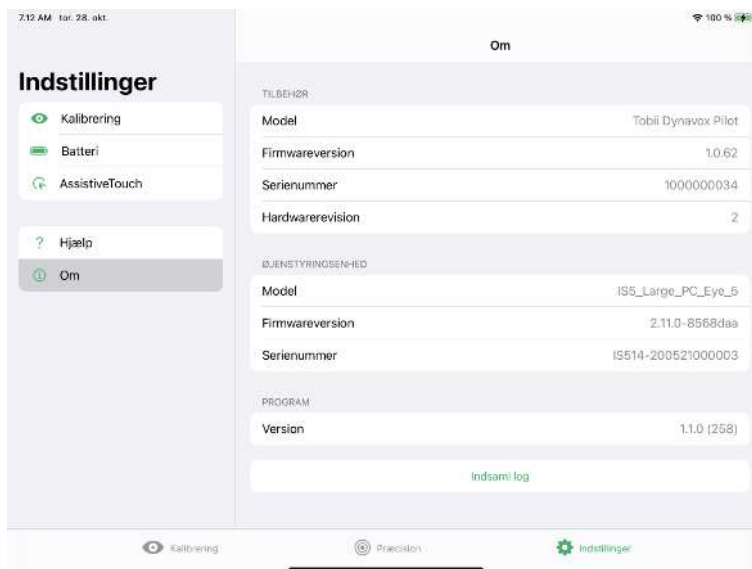 7.12 AM tor. 28. okt.
100 %
Indstillinger
Kalibrering
Batteri
AssistiveTouch
Hjælp
Om
Om
TILBEHØR
Model Tobii Dynavox Pilot
Firmwareversion 1.0.62
Serienummer 1000000034
Hardwarerevision 2
ØJENSTYRINGSENHED
Model IS5_Large_PC_Eye_5
Firmwareversion 2.11.0-8568daa
Serienummer IS514-200521000003
PROGRAM
Version 1.1.0 (258)
Indsaml log
Kalibrering Præcision Indstillinger